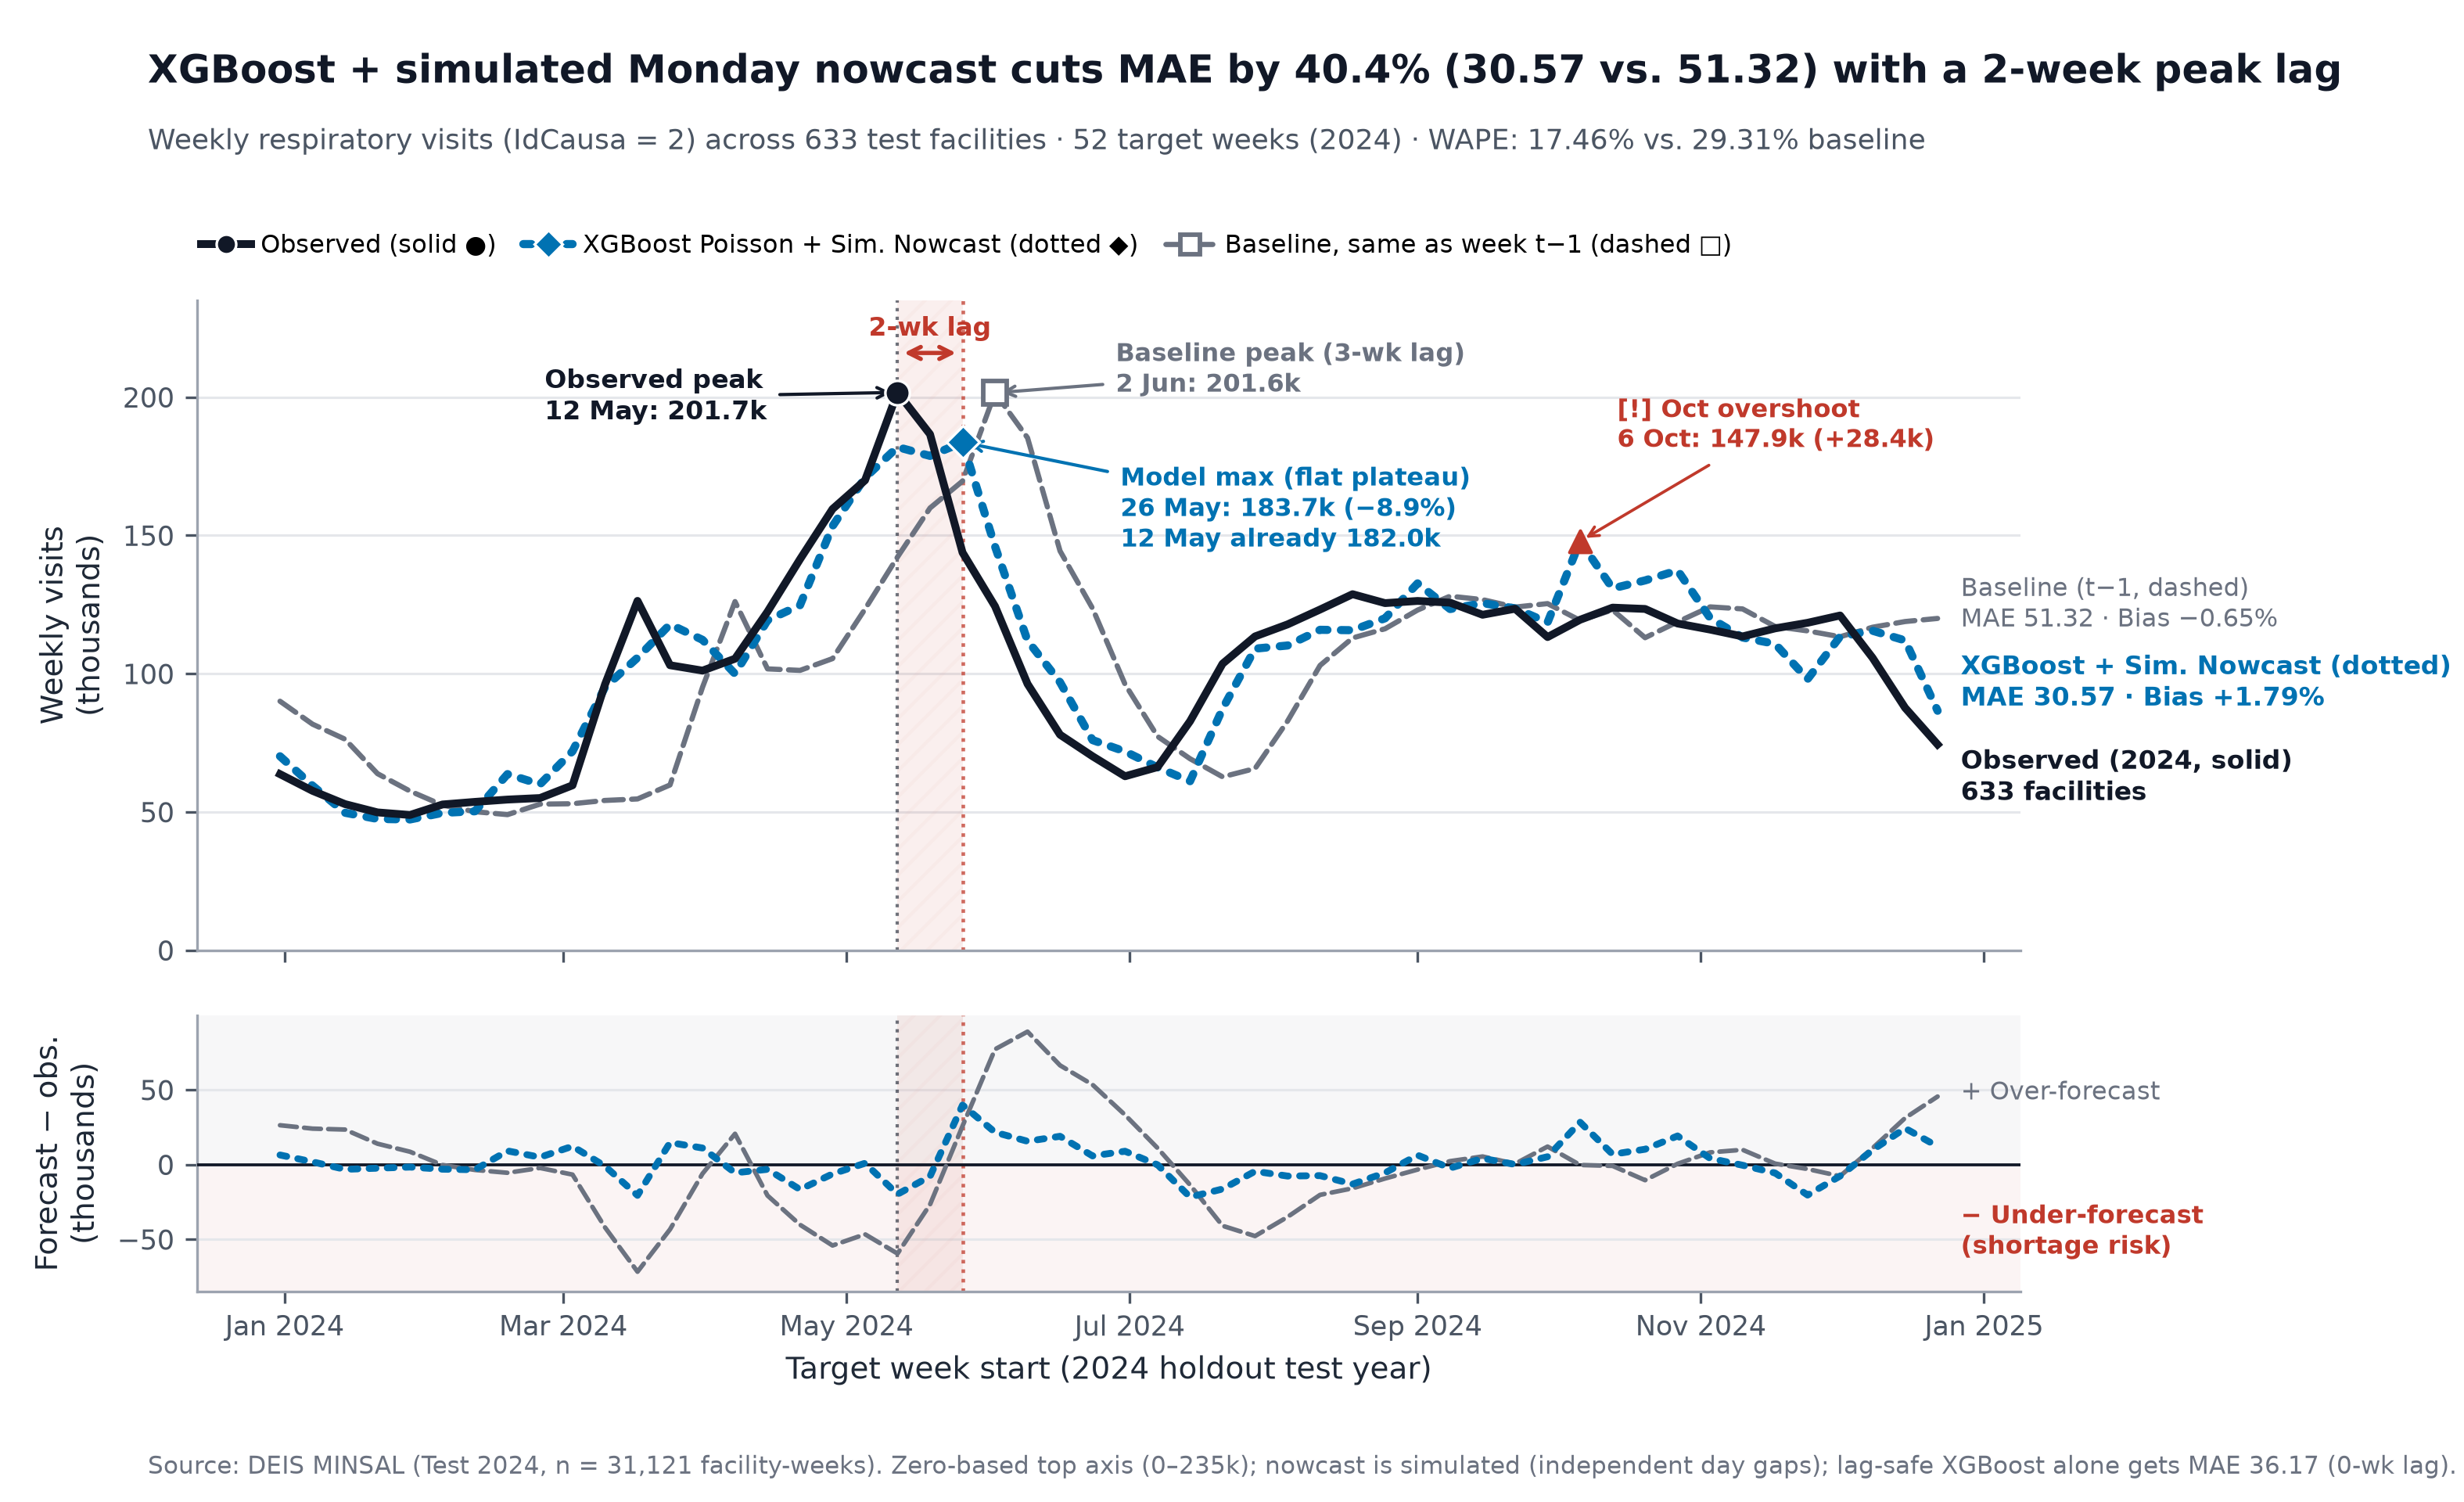 XGBoost + simulated Monday nowcast cuts MAE by 40.4% (30.57 vs. 51.32) with a 2-week peak lag
Weekly respiratory visits (IdCausa = 2) across 633 test facilities · 52 target weeks (2024) · WAPE: 17.46% vs. 29.31% baseline
Observed (solid ●)
XGBoost Poisson + Sim. Nowcast (dotted ◆)
Baseline, same as week t−1 (dashed □)
2-wk lag
Observed peak
12 May: 201.7k
Baseline peak (3-wk lag)
2 Jun: 201.6k
[!] Oct overshoot
6 Oct: 147.9k (+28.4k)
Model max (flat plateau)
26 May: 183.7k (−8.9%)
12 May already 182.0k
Weekly visits
(thousands)
200
150
100
50
0
Baseline (t−1, dashed)
MAE 51.32 · Bias −0.65%
XGBoost + Sim. Nowcast (dotted)
MAE 30.57 · Bias +1.79%
Observed (2024, solid)
633 facilities
Forecast − obs.
(thousands)
50
0
−50
+ Over-forecast
− Under-forecast
(shortage risk)
Jan 2024
Mar 2024
May 2024
Jul 2024
Sep 2024
Nov 2024
Jan 2025
Target week start (2024 holdout test year)
Source: DEIS MINSAL (Test 2024, n = 31,121 facility-weeks). Zero-based top axis (0–235k); nowcast is simulated (independent day gaps); lag-safe XGBoost alone gets MAE 36.17 (0-wk lag).